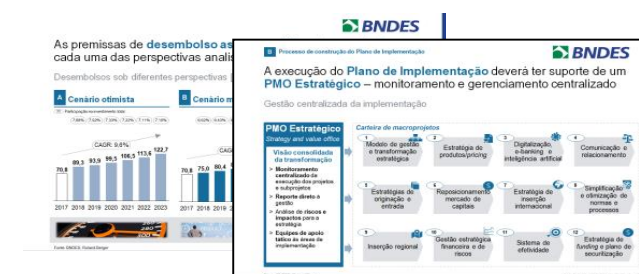 BNDES
As premissas de desembolso as
cada uma das perspectivas anali
Desembolsos sob diferentes perspectivas |
A Cenário otimista
B Cenário m
CAGR: 9,6%
70,8 89,3 93,9 99,3 106,5 113,6 122,7
2017 2018 2019 2020 2021 2022 2023
70,8 75,0 80,4
2017 2018 2019 2
BNDES
B Processo de construção do Plano de Implementação
A execução do Plano de Implementação deverá ter suporte de um
PMO Estratégico – monitoramento e gerenciamento centralizado
Gestão centralizada da implementação
PMO Estratégico
Strategy and value office
Visão consolidada
da transformação
> Monitoramento
centralizado da
execução dos projetos
e subprojetos
> Reporte direto o
gestão
> Análise de riscos e
impactos para o
estratégia
> Equipes de apoio
tático às áreas de
implementação
Carteira de macroprojetos
1
Modelo de gestão
e transformação
estratégica
2
Estratégia de
produtos/pricing
3
Digitalização,
e-banking e
inteligência artificial
4
Comunicação e
relacionamento
5
Estratégias de
originação e
entrada
6
Reposicionamento
mercado de
capitais
7
Estratégia de
inserção
internacional
8
Simplificação
e otimização de
normas e
processos
9
Inserção regional
10
Gestão estratégica
financeira e de
riscos
11
Sistema de
efetividade
12
Estratégia de
funding e plano de
securitização